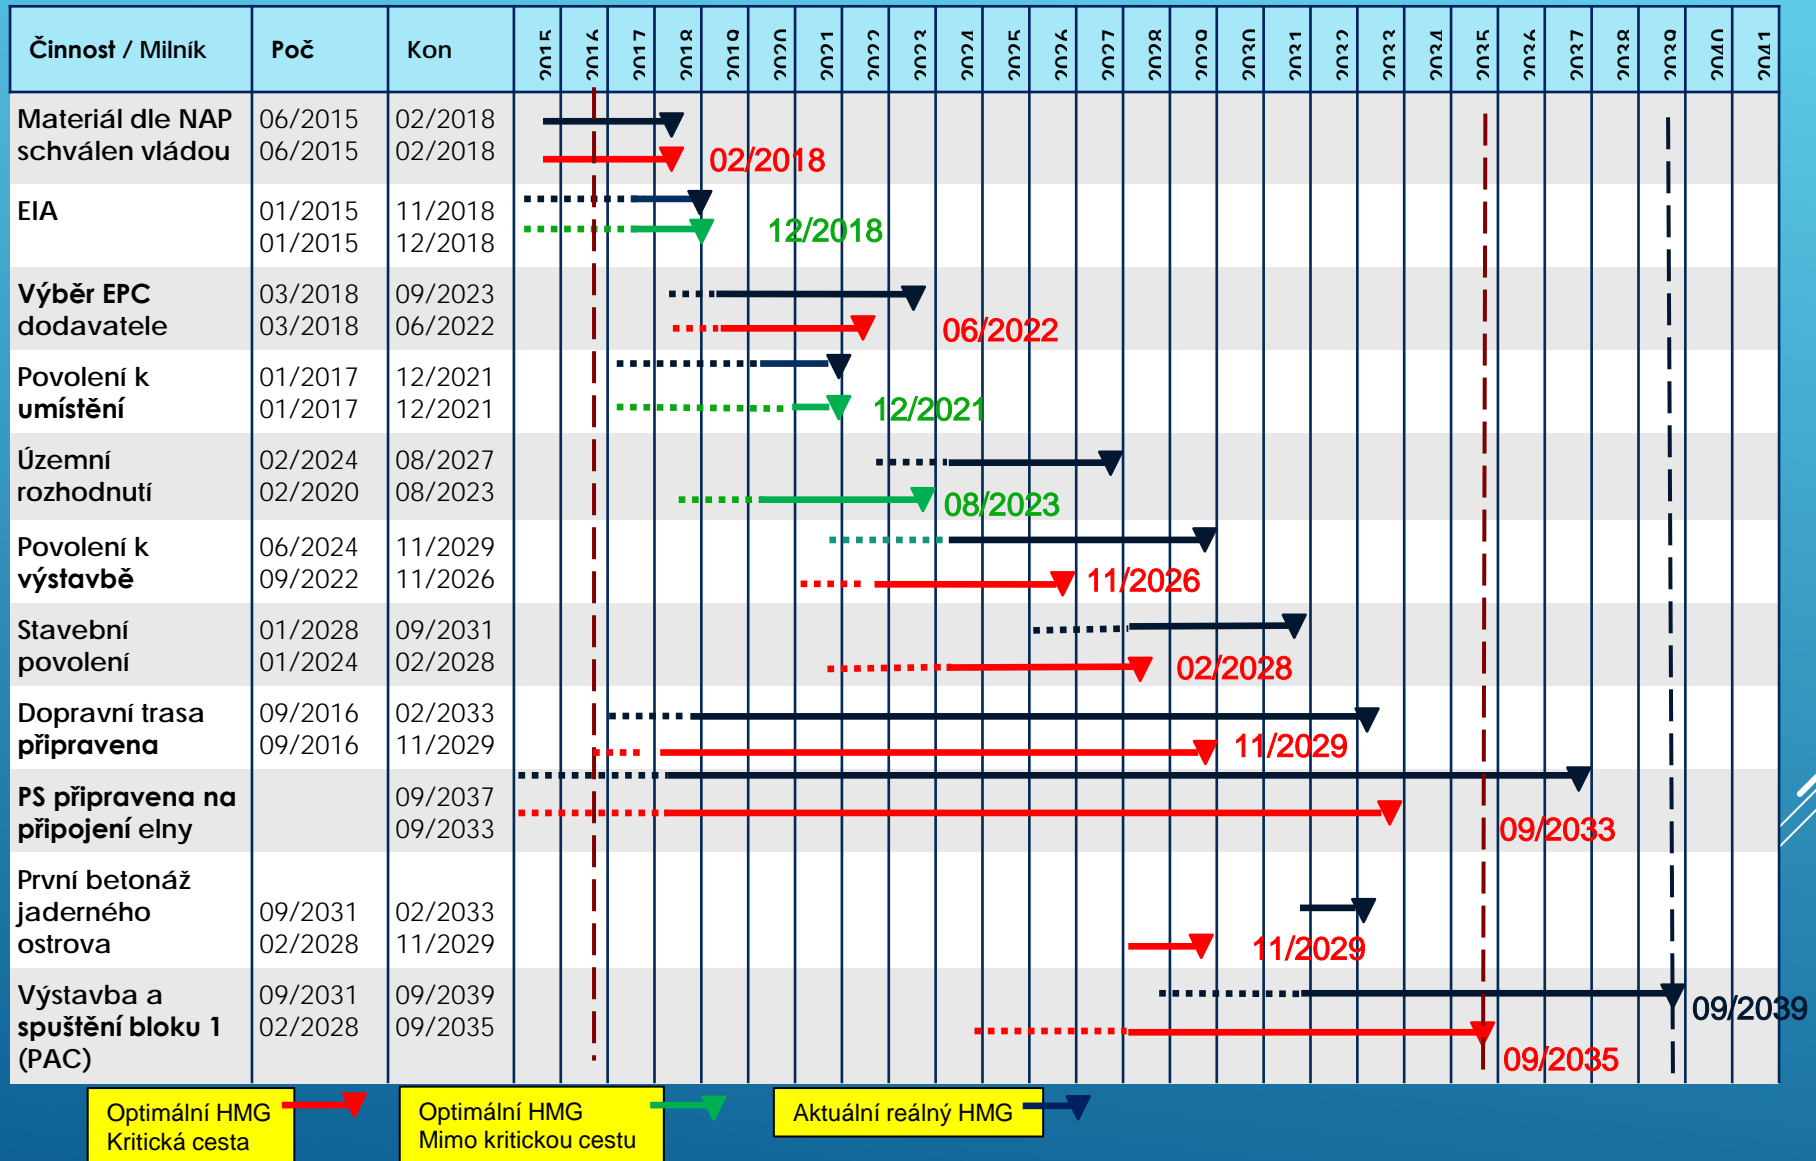 Činnost / Milník Poč Kon 2015 2016 2017 2018 2019 2020 2021 2022 2023 2024 2025 2026 2027 2028 2029 2030 2031 2032 2033 2034 2035 2036 2037 2038 2039 2040 2041
Materiál dle NAP 06/2015 02/2018
schválen vládou 06/2015 02/2018 02/2018
EIA 01/2015 11/2018
01/2015 12/2018 12/2018
Výběr EPC 03/2018 09/2023
dodavatele 03/2018 06/2022 06/2022
Povolení k 01/2017 12/2021
umístění 01/2017 12/2021 12/2021
Územní 02/2024 08/2027
rozhodnutí 02/2020 08/2023 08/2023
Povolení k 06/2024 11/2029
výstavbě 09/2022 11/2026 11/2026
Stavební 01/2028 09/2031
povolení 01/2024 02/2028 02/2028
Dopravní trasa 09/2016 02/2033
připravena 09/2016 11/2029 11/2029
PS připravena na 09/2037
připojení elny 09/2033 09/2033
První betonáž
jaderného 09/2031 02/2033
ostrova 02/2028 11/2029 11/2029
Výstavba a 09/2031 09/2039 09/2039
spuštění bloku 1 02/2028 09/2035
(PAC) 09/2035
Optimální HMG
Kritická cesta
Optimální HMG
Mimo kritickou cestu
Aktuální reálný HMG